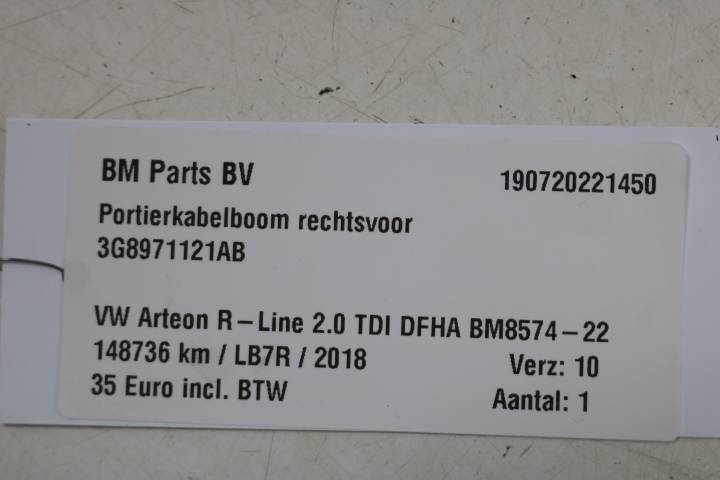 BM Parts BV 190720221450
Portierkabelboom rechtsvoor
3G8971121AB
VW Arteon R-Line 2.0 TDI DFHA BM8574-22
148736 km / LB7R / 2018 Verz: 10
35 Euro incl. BTW Aantal: 1